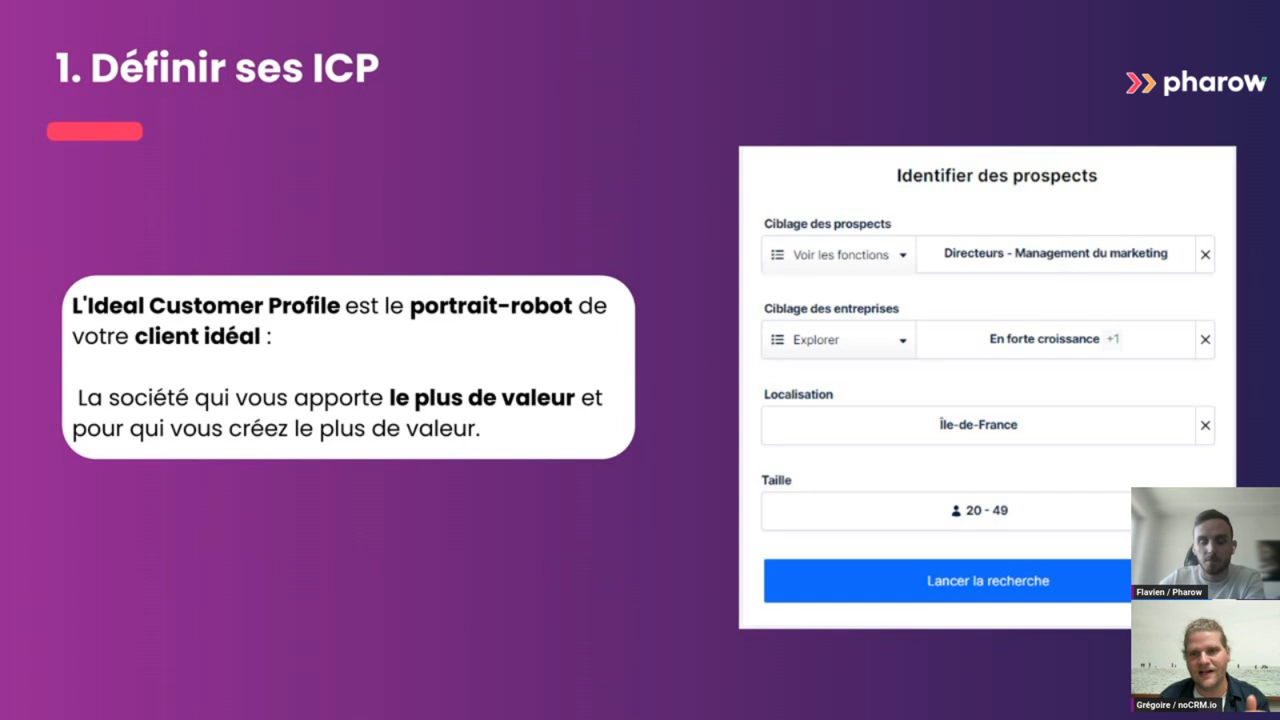 1. Définir ses ICP
pharow
L'Ideal Customer Profile est le portrait-robot de
votre client idéal :
La société qui vous apporte le plus de valeur et
pour qui vous créez le plus de valeur.
Identifier des prospects
Ciblage des prospects
Voir les fonctions
Directeurs - Management du marketing
Ciblage des entreprises
Explorer
En forte croissance +1
Localisation
Île-de-France
Taille
20 - 49
Lancer la recherche
Flavien / Pharow
Grégoire / noCRM.io